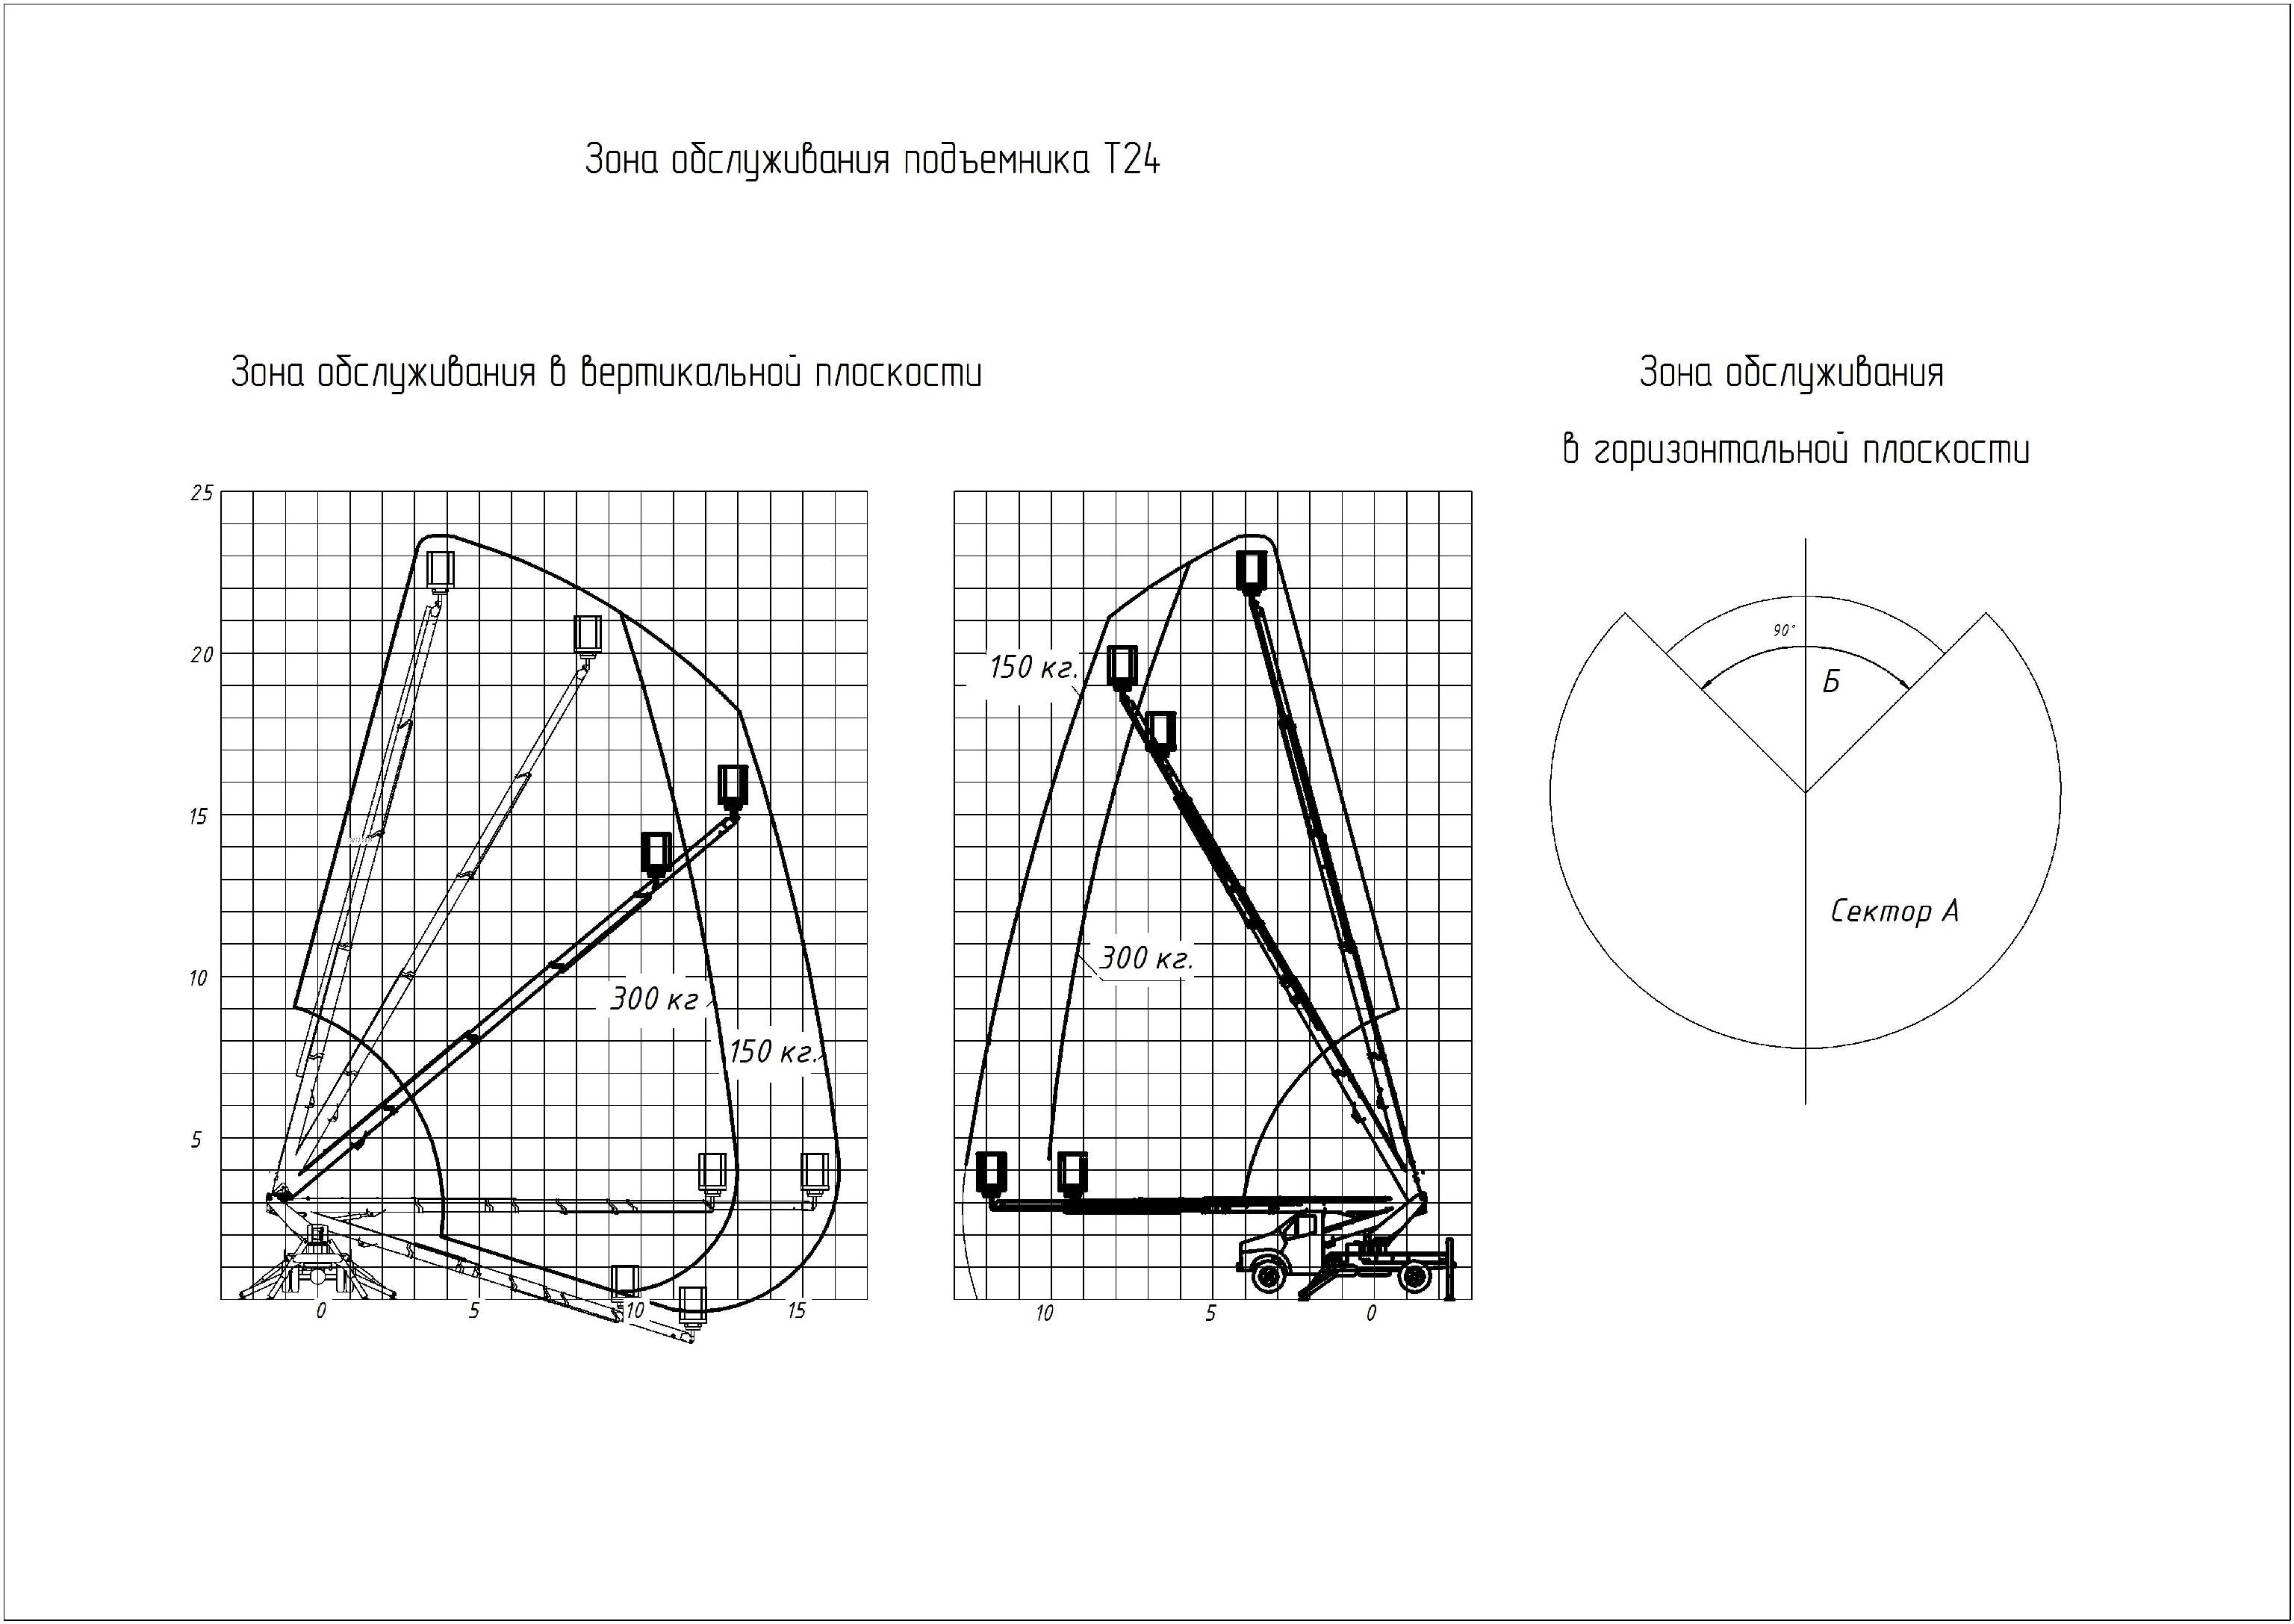 Зона обслуживания подъемника Т24
Зона обслуживания в вертикальной плоскости
Зона обслуживания
в горизонтальной плоскости
25
20
15
10
5
0
5
10
15
300 кг
150 кг.
150 кг.
300 кг.
10
5
0
90°
Б
Сектор А